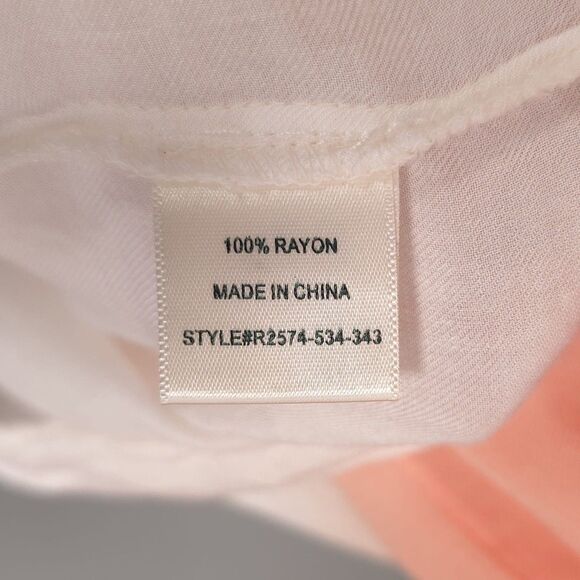 100% RAYON
MADE IN CHINA
STYLE#R2574-534-343